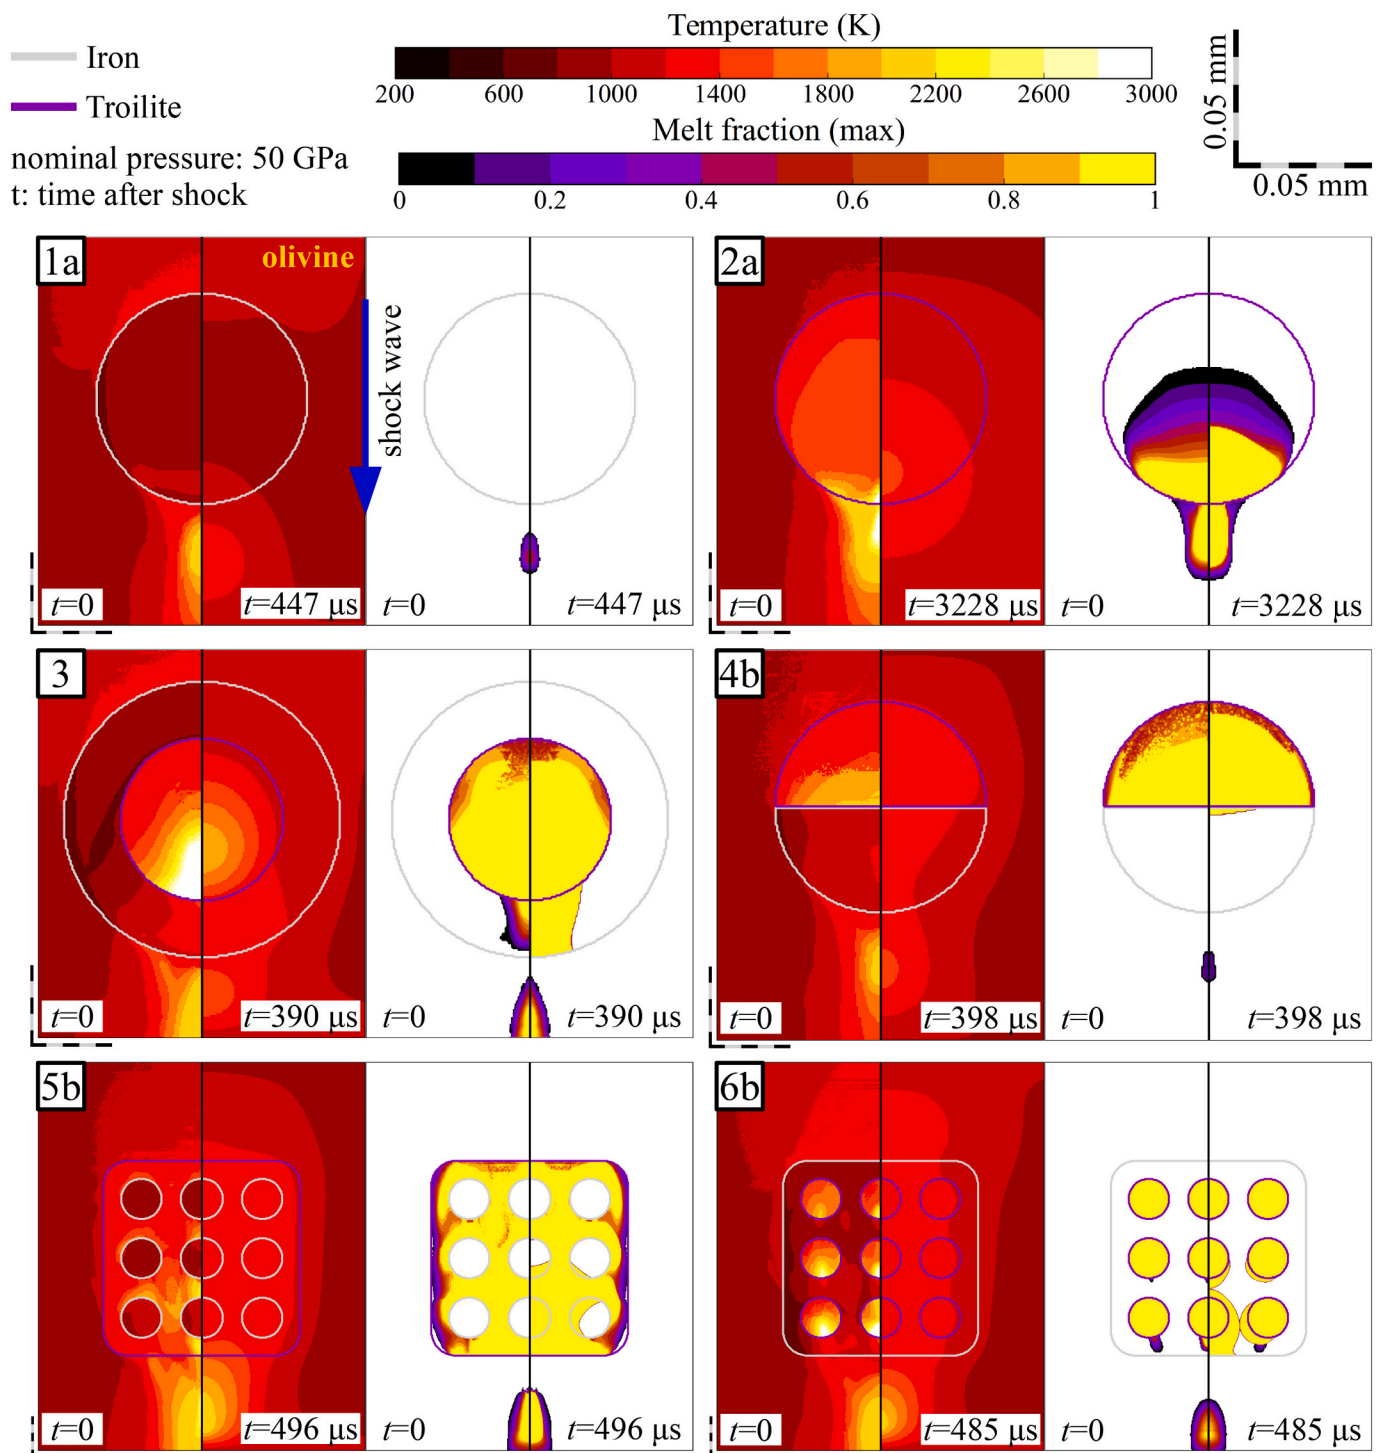 Temperature (K)
Iron
200 600 1000 1400 1800 2200 2600 3000
Troilite
Melt fraction (max)
nominal pressure: 50 GPa
t: time after shock
0 0.2 0.4 0.6 0.8 1
0.05 mm
0.05 mm
1a
olivine
shock wave
t=0
t=447 μs
t=0
t=447 μs
2a
t=0
t=3228 μs
t=0
t=3228 μs
3
t=0
t=390 μs
t=0
t=390 μs
4b
t=0
t=398 μs
t=0
t=398 μs
5b
t=0
t=496 μs
t=0
t=496 μs
6b
t=0
t=485 μs
t=0
t=485 μs